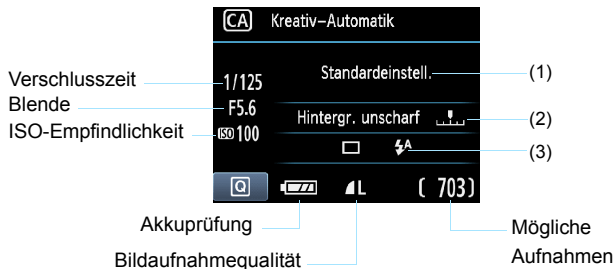 CA Kreativ-Automatik
Verschlusszeit
1/125
Standardeinstell.
(1)
Blende
F5.6
Hintergr. unscharf
(2)
ISO-Empfindlichkeit
ISO 100
A
(3)
Q
L
[ 703]
Akkuprüfung
Bildaufnahmequalität
Mögliche
Aufnahmen